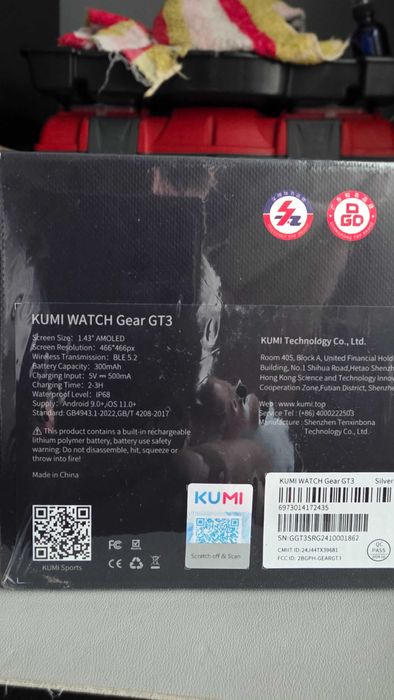 KUMI WATCH Gear GT3
Screen Size: 1.43" AMOLED
Screen Resolution: 466*466px
Wireless Transmission: BLE 5.2
Battery Capacity: 300mAh
Charging Input: 5V ⎓ 500mA
Charging Time: 2-3H
Waterproof Level: IP68
Supply: Android 9.0+,iOS 11.0+
Standard: GB4943.1-2022,GB/T 4208-2017
This product contains a built-in rechargeable
lithium polymer battery, battery use safety
warning. Do not disassemble, hit, squeeze or
throw into fire!
Made in China
KUMI Sports
FC
CE
KUMI Technology Co., Ltd.
Room 405, Block A, United Financial Hold
Building, No.1 Shihua Road,Hetao Shenzh
Hong Kong Science and Technology Innov
Cooperation Zone,Futian District, Shenzhe
Web : www.kumi.top
Service Tel : (+86) 4000222503
Manufacture : Shenzhen Tenxinbona
Technology Co., Ltd.
GD
KUMI
Scratch off & Scan
KUMI WATCH Gear GT3 Silver
6973014172435
SN:GGT3SRG2410001862
CMIIT ID:24J44TX39681
FCC ID: 2BGPH-GEARGT3
QC
PASS